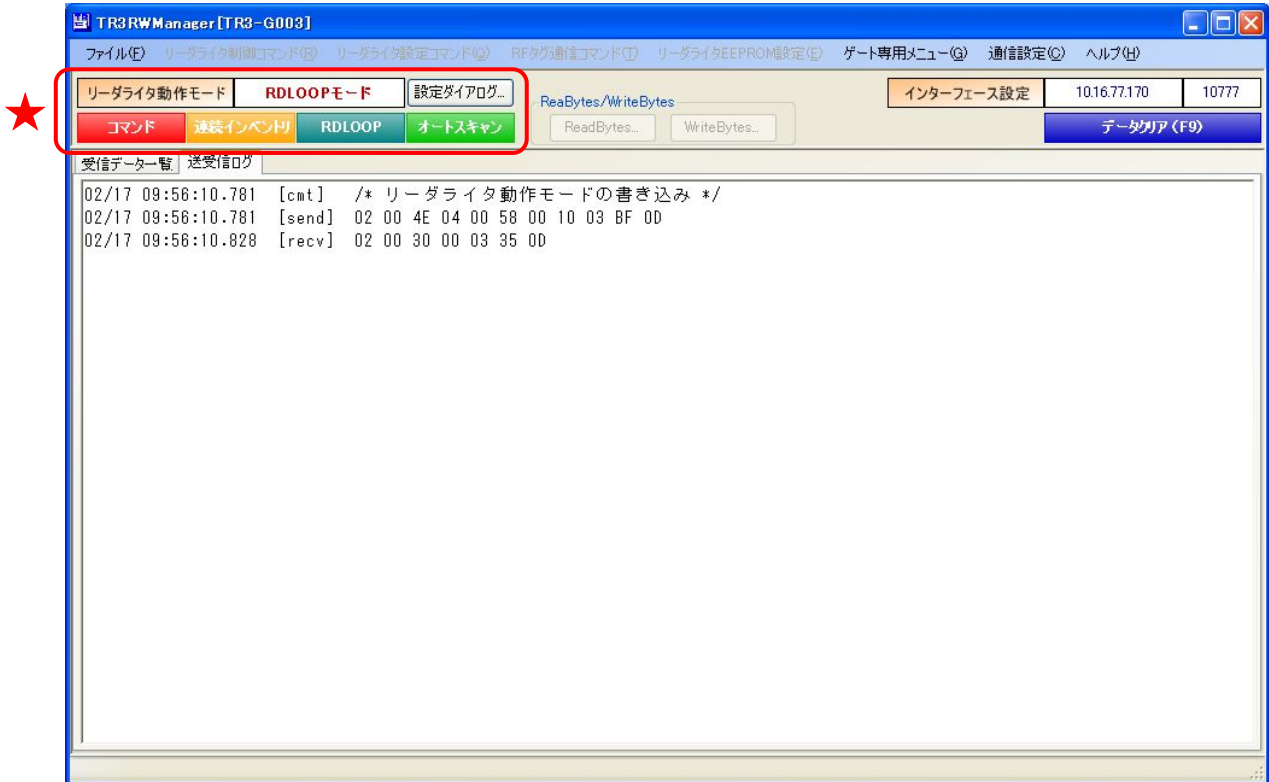 TR3RWManager[TR3-G003]
ファイル(F) リーダライタ制御コマンド(R) リーダライタ設定コマンド(Q) RFタグ通信コマンド(T) リーダライタEEPROM設定(E) ゲート専用メニュー(G) 通信設定(C) ヘルプ(H)
リーダライタ動作モード RDLOOPモード 設定ダイアログ... ReaBytes/WriteBytes インターフェース設定 10.16.77.170 10777
コマンド 連続インベントリ RDLOOP オートスキャン ReadBytes... WriteBytes... データクリア(F9)
受信データ一覧 送受信ログ
02/17 09:56:10.781 [cmt] /* リーダライタ動作モードの書き込み */
02/17 09:56:10.781 [send] 02 00 4E 04 00 58 00 10 03 BF 0D
02/17 09:56:10.828 [recv] 02 00 30 00 03 35 0D